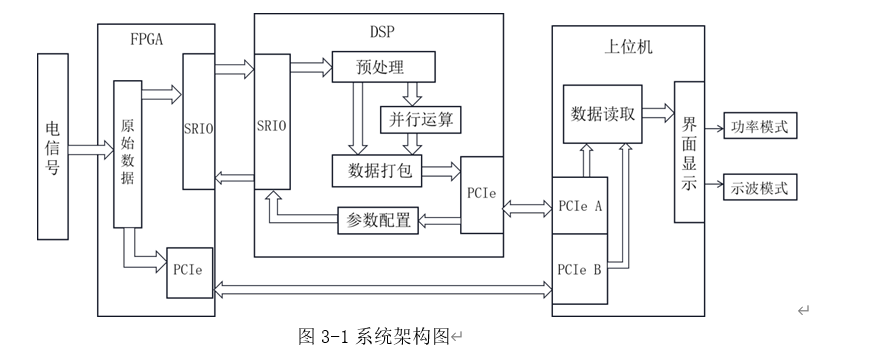 电信号
FPGA
原始数据
SRIO
PCIe
DSP
SRIO
预处理
并行运算
数据打包
参数配置
PCIe
上位机
数据读取
PCIe A
PCIe B
界面显示
功率模式
示波模式
图 3-1 系统架构图